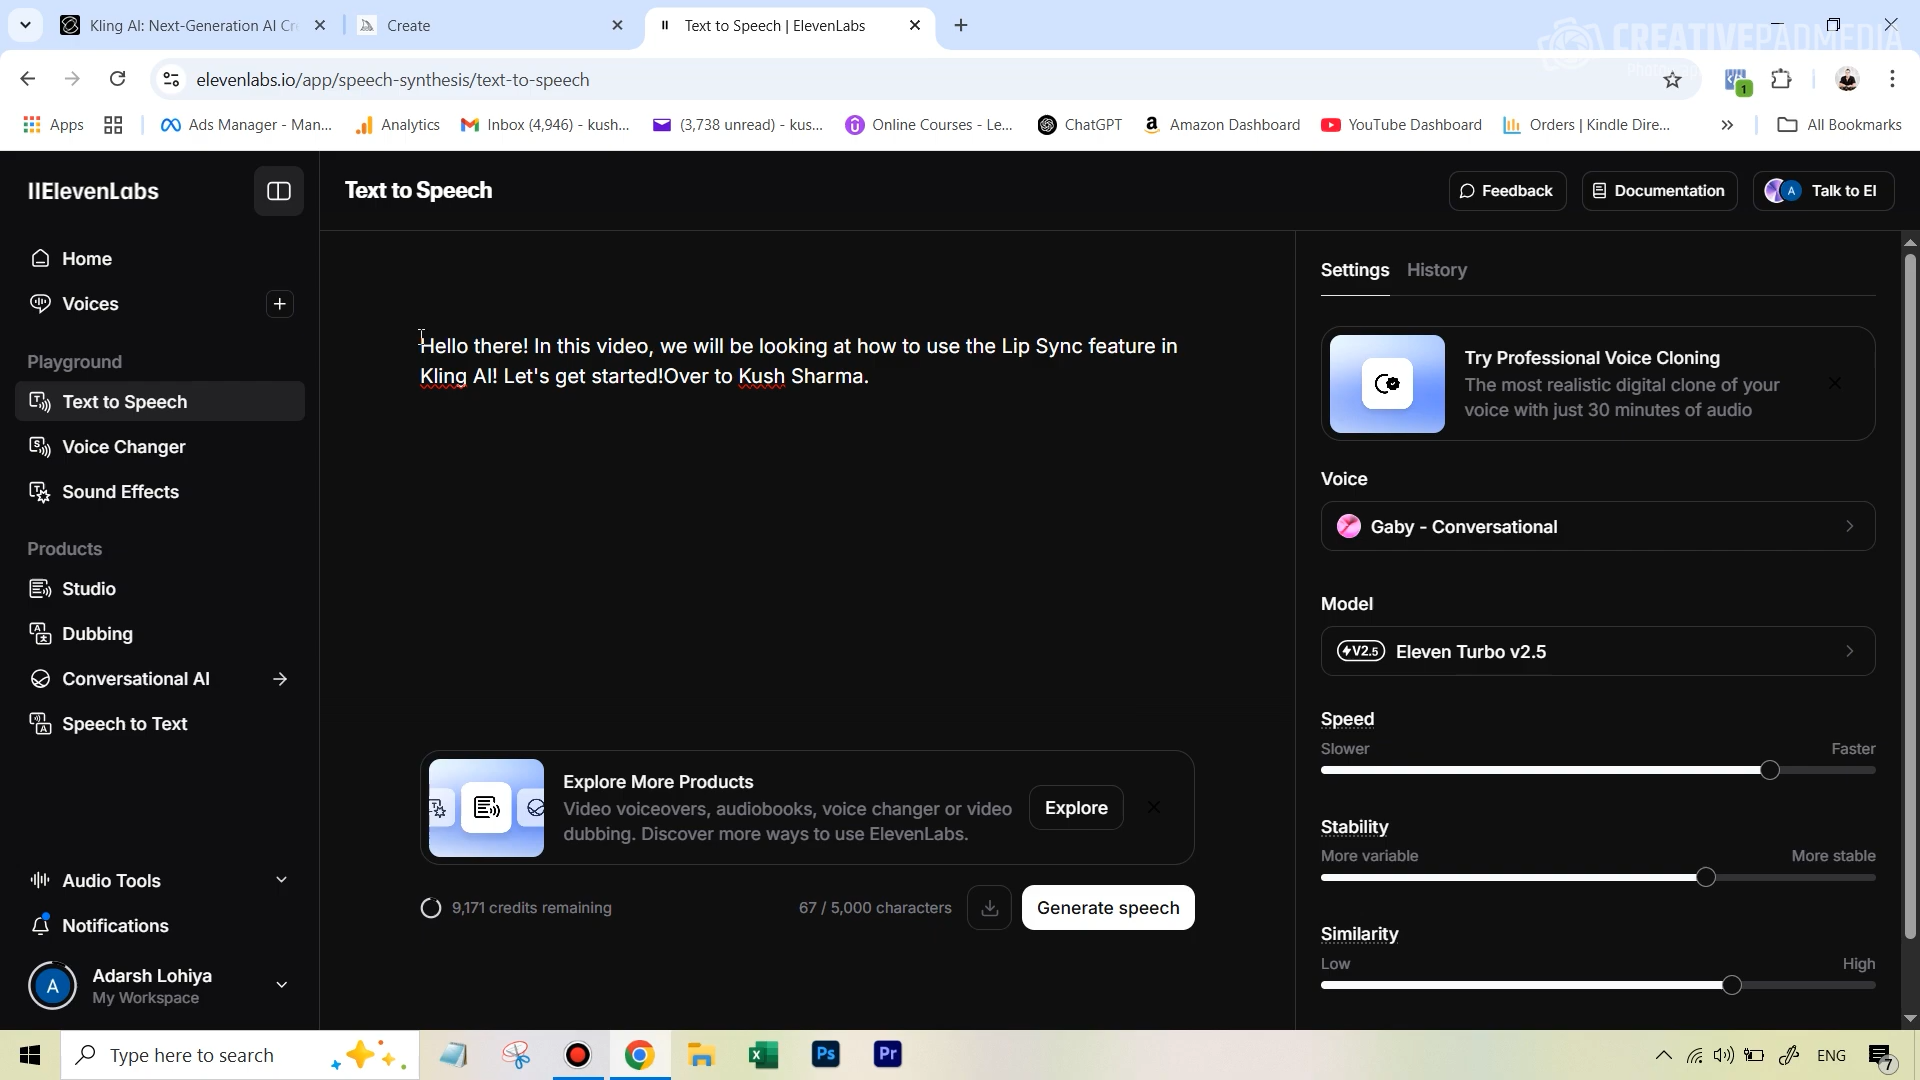 Kling AI: Next-Generation AI Cr
Create
Text to Speech | ElevenLabs
CREATIVEPADMEDIA
elevenlabs.io/app/speech-synthesis/text-to-speech
1
Apps
Ads Manager - Man...
Analytics
Inbox (4,946) - kush...
(3,738 unread) - kus...
Online Courses - Le...
ChatGPT
Amazon Dashboard
YouTube Dashboard
Orders | Kindle Dire...
All Bookmarks
IIElevenLabs
Text to Speech
Feedback
Documentation
A
Talk to El
Home
Voices
Playground
Text to Speech
Voice Changer
Sound Effects
Products
Studio
Dubbing
Conversational AI
Speech to Text
Audio Tools
Notifications
A
Adarsh Lohiya
My Workspace
Hello there! In this video, we will be looking at how to use the Lip Sync feature in
Kling AI! Let's get started!Over to Kush Sharma.
Explore More Products
Video voiceovers, audiobooks, voice changer or video
dubbing. Discover more ways to use ElevenLabs.
Explore
9,171 credits remaining
67 / 5,000 characters
Generate speech
Settings
History
Try Professional Voice Cloning
The most realistic digital clone of your
voice with just 30 minutes of audio
Voice
Gaby - Conversational
Model
V2.5
Eleven Turbo v2.5
Speed
Slower
Faster
Stability
More variable
More stable
Similarity
Low
High
Type here to search
Ps
Pr
ENG
7